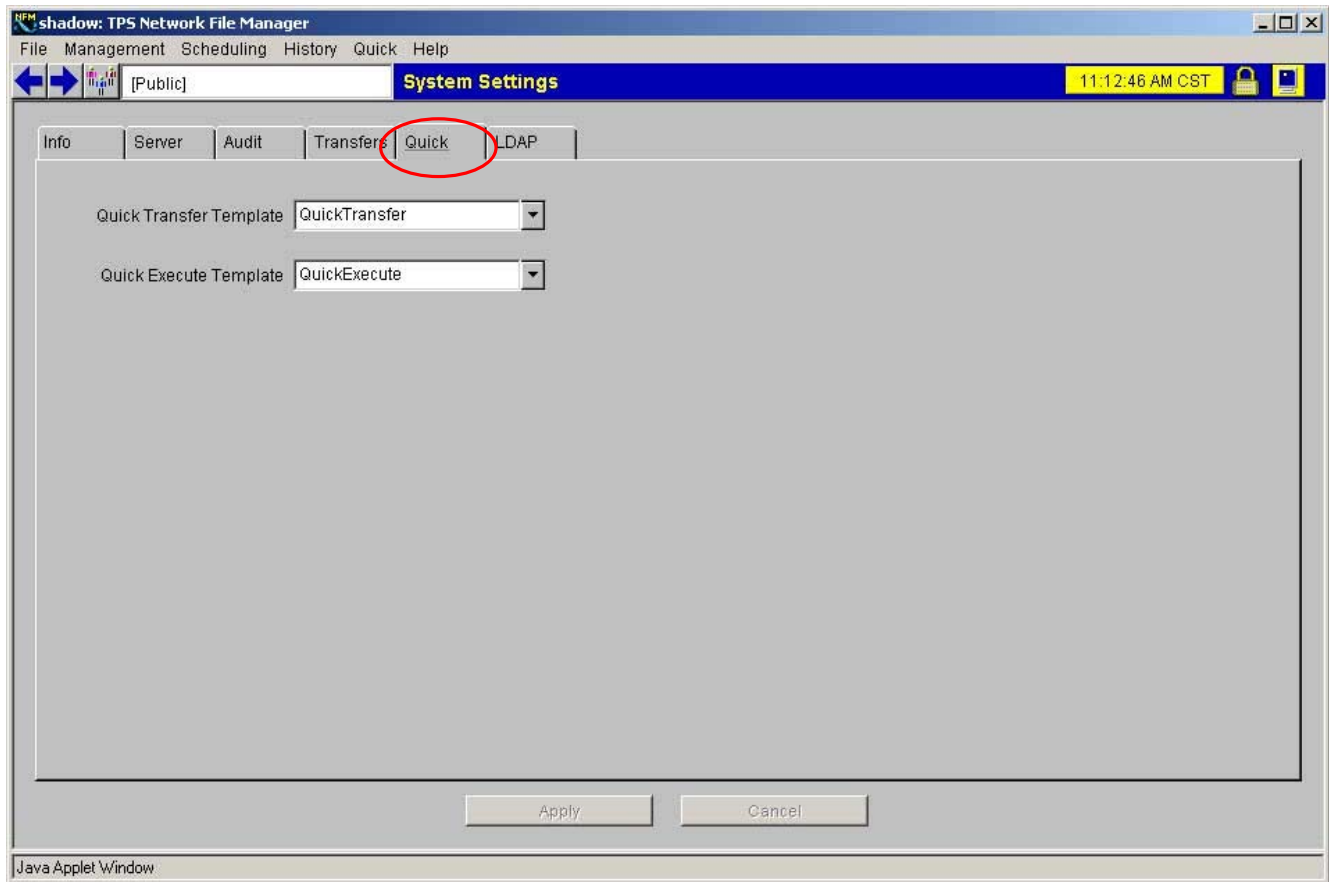 NFM shadow: TPS Network File Manager
File Management Scheduling History Quick Help
[Public] System Settings 11:12:46 AM CST
Info Server Audit Transfers Quick LDAP
Quick Transfer Template QuickTransfer
Quick Execute Template QuickExecute
Apply Cancel
Java Applet Window